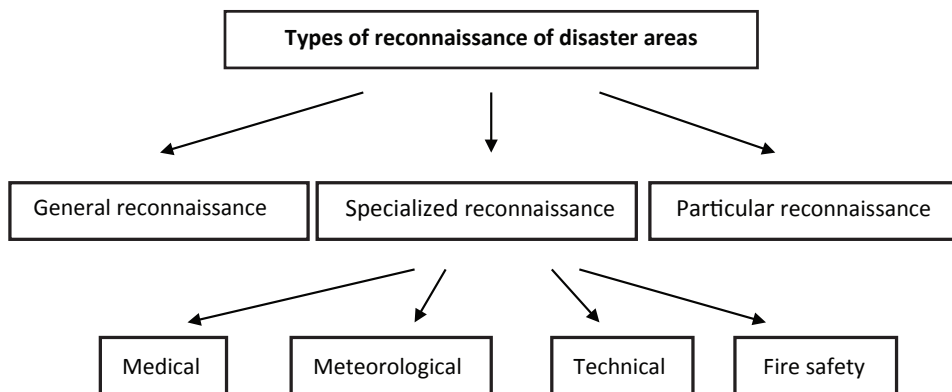 Types of reconnaissance of disaster areas
General reconnaissance
Specialized reconnaissance
Particular reconnaissance
Medical
Meteorological
Technical
Fire safety